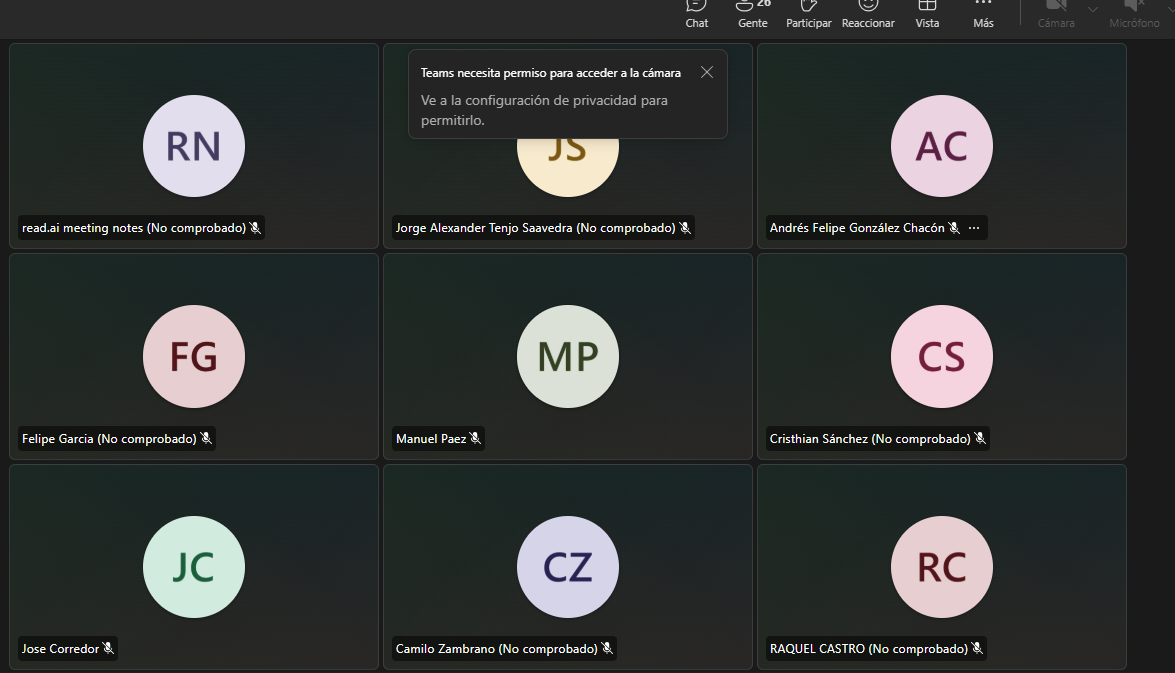 26
Chat Gente Participar Reaccionar Vista Más Cámara Micrófono
Teams necesita permiso para acceder a la cámara
Ve a la configuración de privacidad para
permitirlo.
RN
JS
AC
read.ai meeting notes (No comprobado)
Jorge Alexander Tenjo Saavedra (No comprobado)
Andrés Felipe González Chacón
FG
MP
CS
Felipe Garcia (No comprobado)
Manuel Paez
Cristhian Sánchez (No comprobado)
JC
CZ
RC
Jose Corredor
Camilo Zambrano (No comprobado)
RAQUEL CASTRO (No comprobado)